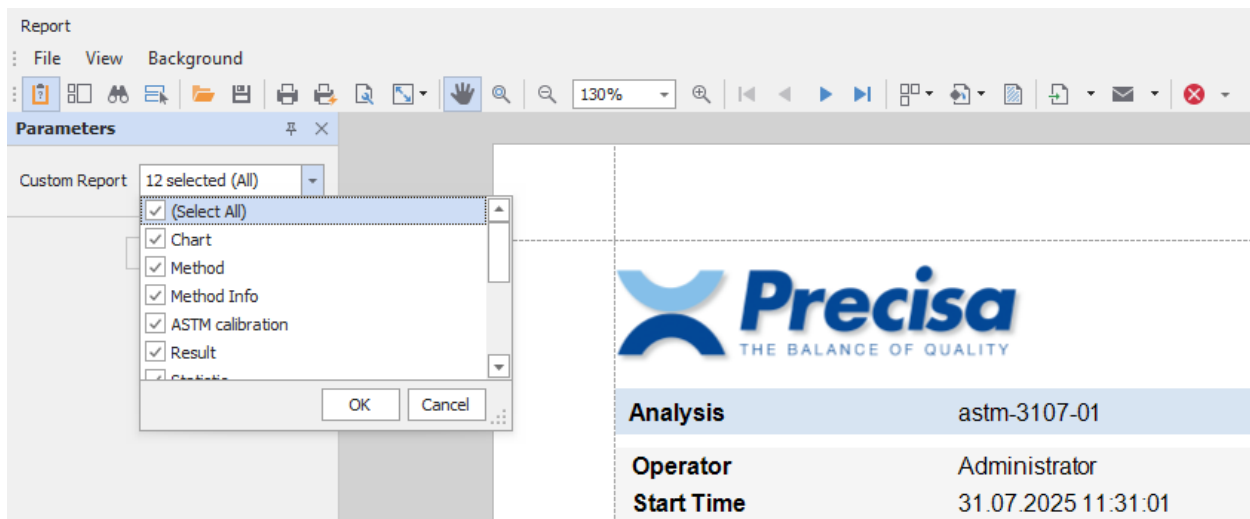 Report
File View Background
130%
Parameters
Custom Report 12 selected (All)
(Select All)
Chart
Method
Method Info
ASTM calibration
Result
Statistic
OK Cancel
Precisa
THE BALANCE OF QUALITY
Analysis astm-3107-01
Operator Administrator
Start Time 31.07.2025 11:31:01